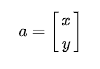 a = [x
y]